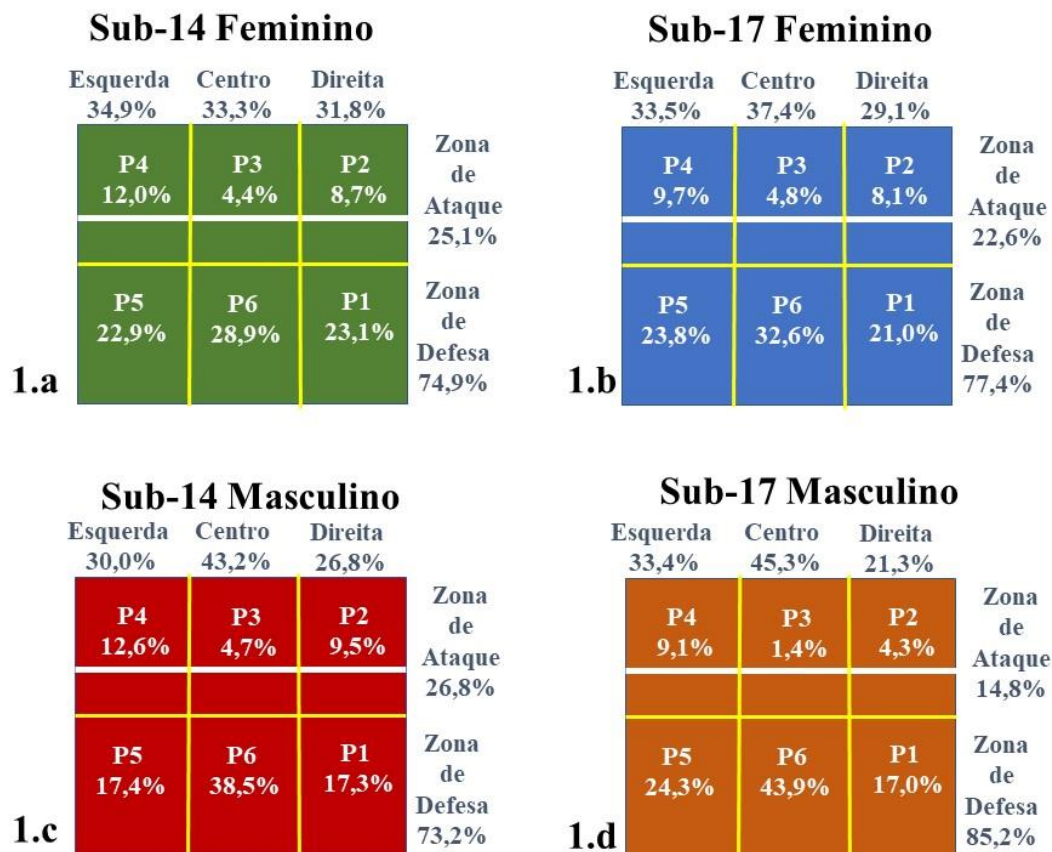 Sub-14 Feminino
Esquerda Centro Direita
34,9% 33,3% 31,8%
P4 P3 P2
12,0% 4,4% 8,7%
Zona
de
Ataque
25,1%
P5 P6 P1
22,9% 28,9% 23,1%
Zona
de
Defesa
74,9%
1.a
Sub-17 Feminino
Esquerda Centro Direita
33,5% 37,4% 29,1%
P4 P3 P2
9,7% 4,8% 8,1%
Zona
de
Ataque
22,6%
P5 P6 P1
23,8% 32,6% 21,0%
Zona
de
Defesa
77,4%
1.b
Sub-14 Masculino
Esquerda Centro Direita
30,0% 43,2% 26,8%
P4 P3 P2
12,6% 4,7% 9,5%
Zona
de
Ataque
26,8%
P5 P6 P1
17,4% 38,5% 17,3%
Zona
de
Defesa
73,2%
1.c
Sub-17 Masculino
Esquerda Centro Direita
33,4% 45,3% 21,3%
P4 P3 P2
9,1% 1,4% 4,3%
Zona
de
Ataque
14,8%
P5 P6 P1
24,3% 43,9% 17,0%
Zona
de
Defesa
85,2%
1.d